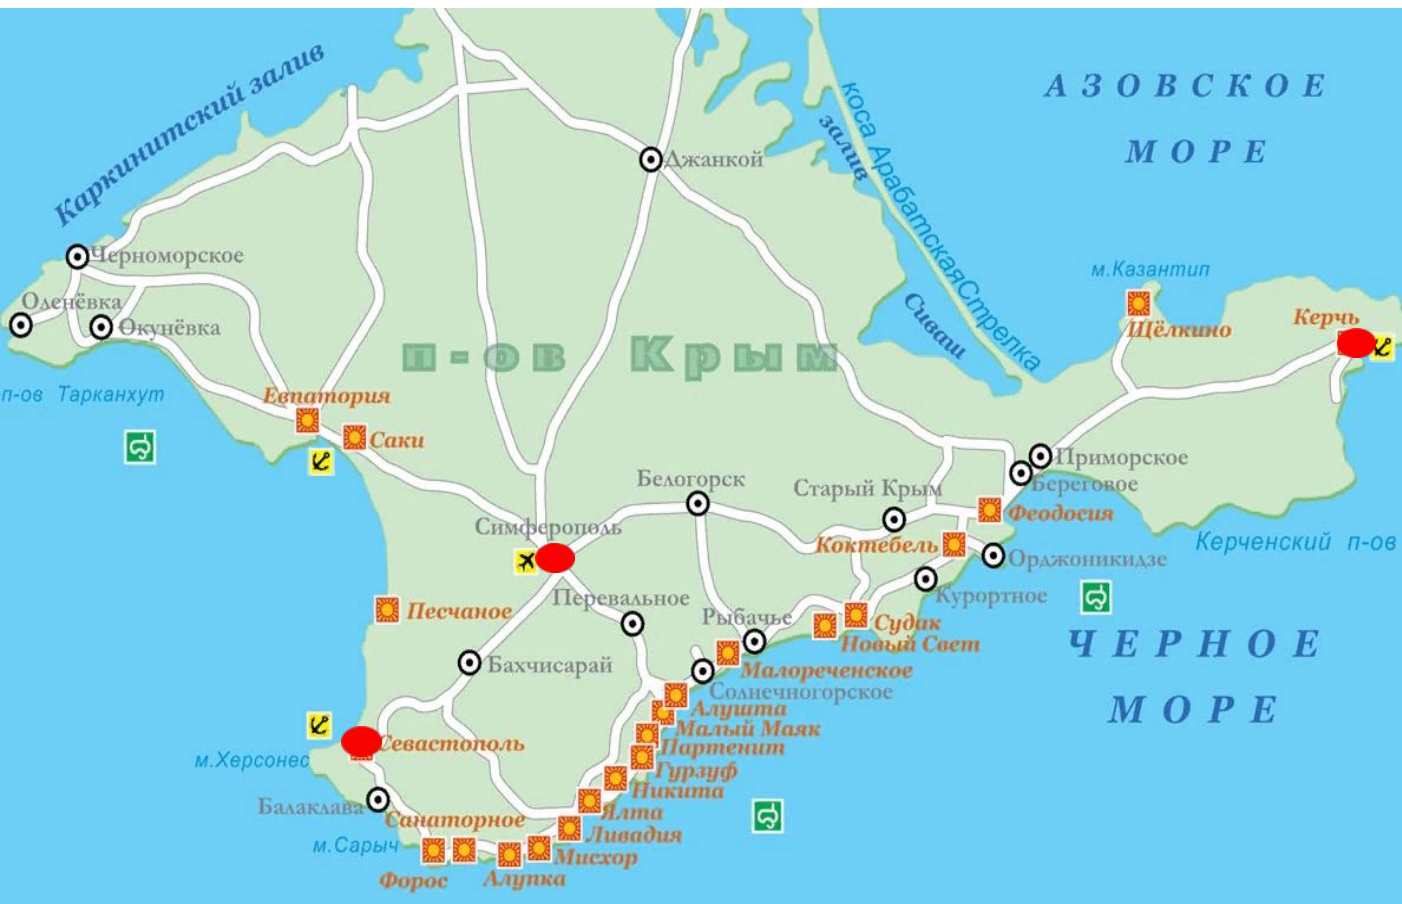 Каркинитский залив
АЗОВСКОЕ
МОРЕ
залив
Сиваш
коса Арабатская Стрелка
Джанкой
Черноморское
м.Казантип
Оленёвка
Окунёвка
Щёлкино
Керчь
п-ов Крым
п-ов Тарканхут
Евпатория
Саки
Приморское
Береговое
Белогорск
Старый Крым
Феодосия
Симферополь
Коктебель
Керченский п-ов
Орджоникидзе
Песчаное
Перевальное
Курортное
Рыбачье
Судак
Новый Свет
ЧЕРНОЕ
МОРЕ
Бахчисарай
Малореченское
Солнечногорское
Алушта
Малый Маяк
Севастополь
Партенит
м.Херсонес
Гурзуф
Никита
Балаклава
Санаторное
Ялта
Ливадия
м.Сарыч
Мисхор
Форос
Алупка